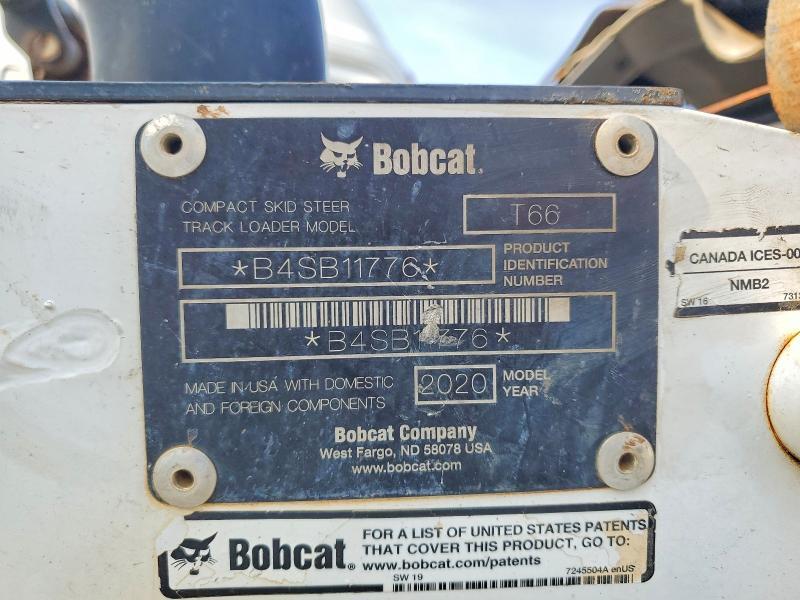 Bobcat.
COMPACT SKID STEER
TRACK LOADER MODEL
T66
*B4SB11776*
PRODUCT
IDENTIFICATION
NUMBER
*B4SB11776*
MADE IN USA WITH DOMESTIC
AND FOREIGN COMPONENTS
2020
MODEL
YEAR
Bobcat Company
West Fargo, ND 58078 USA
www.bobcat.com
CANADA ICES-00
NMB2
SW 16
7313
Bobcat.
FOR A LIST OF UNITED STATES PATENTS
THAT COVER THIS PRODUCT, GO TO:
www.bobcat.com/patents
SW 19
7245504A enUS